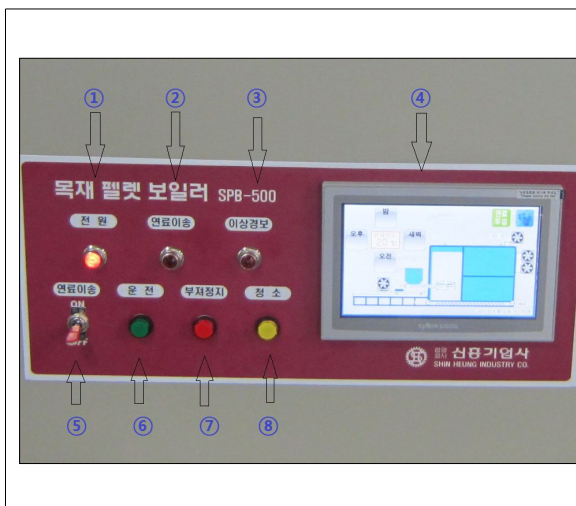 ① ② ③ ④
목재 펠렛 보일러 SPB-500
전 원 연료이송 이상경보
연료이송 운 전 부저정지 청 소
ON
OFF
밤
오후 새벽
오전
신흥기업사
SHIN HEUNG INDUSTRY CO.
⑤ ⑥ ⑦ ⑧